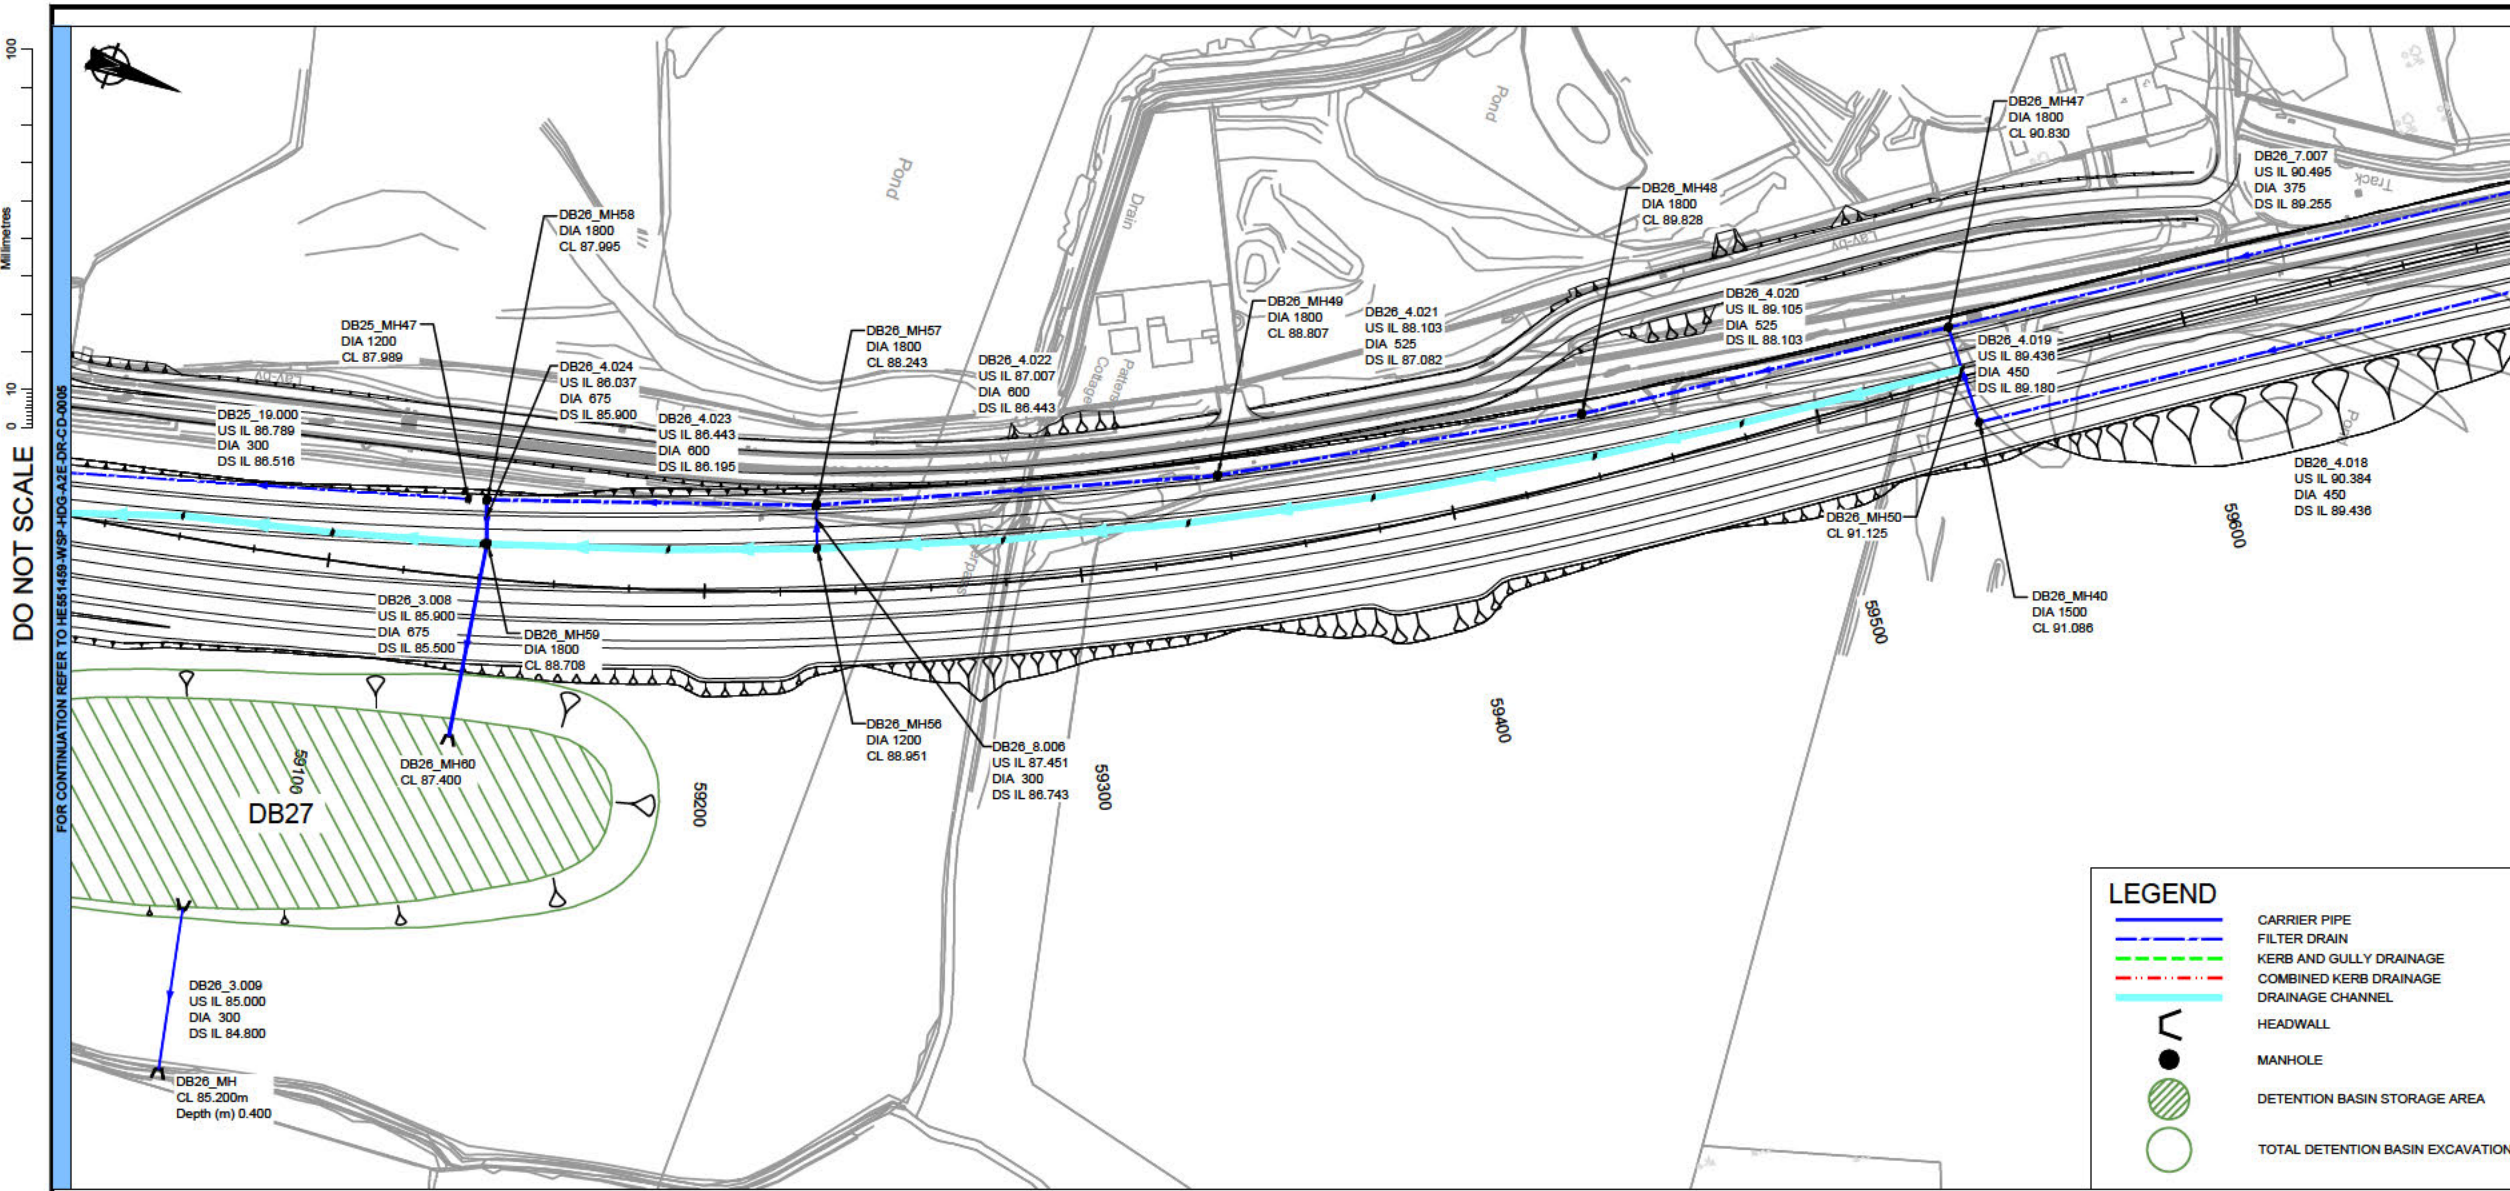 100
Millimetres
10
0
DO NOT SCALE
FOR CONTINUATION REFER TO HE551459-WSP-HDG-A2E-DR-CD-0005
DB26_MH58
DIA 1800
CL 87.995
DB25_MH47
DIA 1200
CL 87.989
DB26_4.024
US IL 86.037
DIA 675
DS IL 85.900
DB25_19.000
US IL 86.789
DIA 300
DS IL 86.516
DB26_4.023
US IL 86.443
DIA 600
DS IL 86.195
Lay-by
Pond
DB26_MH57
DIA 1800
CL 88.243
DB26_4.022
US IL 87.007
DIA 600
DS IL 86.443
Drain
Patters
Cottage
DB26_MH49
DIA 1800
CL 88.807
DB26_4.021
US IL 88.103
DIA 525
DS IL 87.082
Pond
DB26_MH48
DIA 1800
CL 89.828
DB26_4.020
US IL 89.105
DIA 525
DS IL 88.103
Lay-by
DB26_MH47
DIA 1800
CL 90.830
DB26_7.007
US IL 90.495
DIA 375
DS IL 89.255
Track
DB26_4.019
US IL 89.436
DIA 450
DS IL 89.180
DB26_4.018
US IL 90.384
DIA 450
DS IL 89.436
Pond
DB26_MH50
CL 91.125
DB26_MH40
DIA 1500
CL 91.086
DB26_3.008
US IL 85.900
DIA 675
DS IL 85.500
DB26_MH59
DIA 1800
CL 88.708
DB26_MH56
DIA 1200
CL 88.951
DB26_8.006
US IL 87.451
DIA 300
DS IL 86.743
DB26_MH60
CL 87.400
DB27
59100
59200
59300
59400
59500
59600
DB26_3.009
US IL 85.000
DIA 300
DS IL 84.800
DB26_MH
CL 85.200m
Depth (m) 0.400
LEGEND
CARRIER PIPE
FILTER DRAIN
KERB AND GULLY DRAINAGE
COMBINED KERB DRAINAGE
DRAINAGE CHANNEL
HEADWALL
MANHOLE
DETENTION BASIN STORAGE AREA
TOTAL DETENTION BASIN EXCAVATION